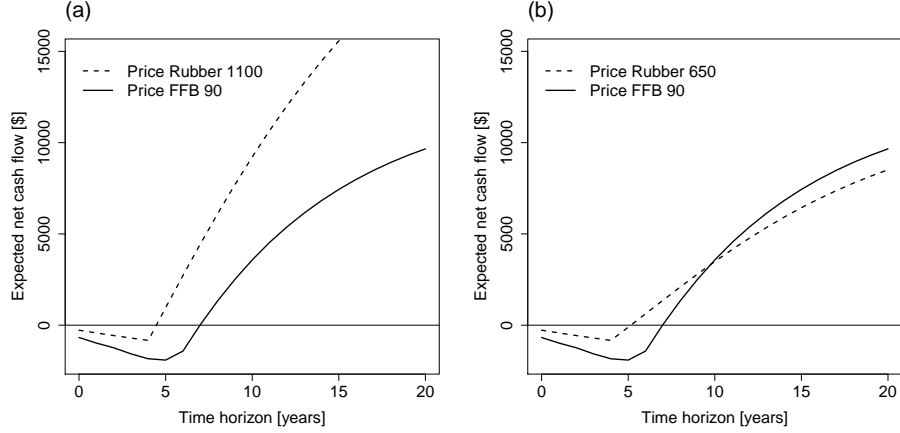 (a)
Price Rubber 1100
Price FFB 90
Expected net cash flow [$]
15000
10000
5000
0
0 5 10 15 20
Time horizon [years]
(b)
Price Rubber 650
Price FFB 90
Expected net cash flow [$]
15000
10000
5000
0
0 5 10 15 20
Time horizon [years]